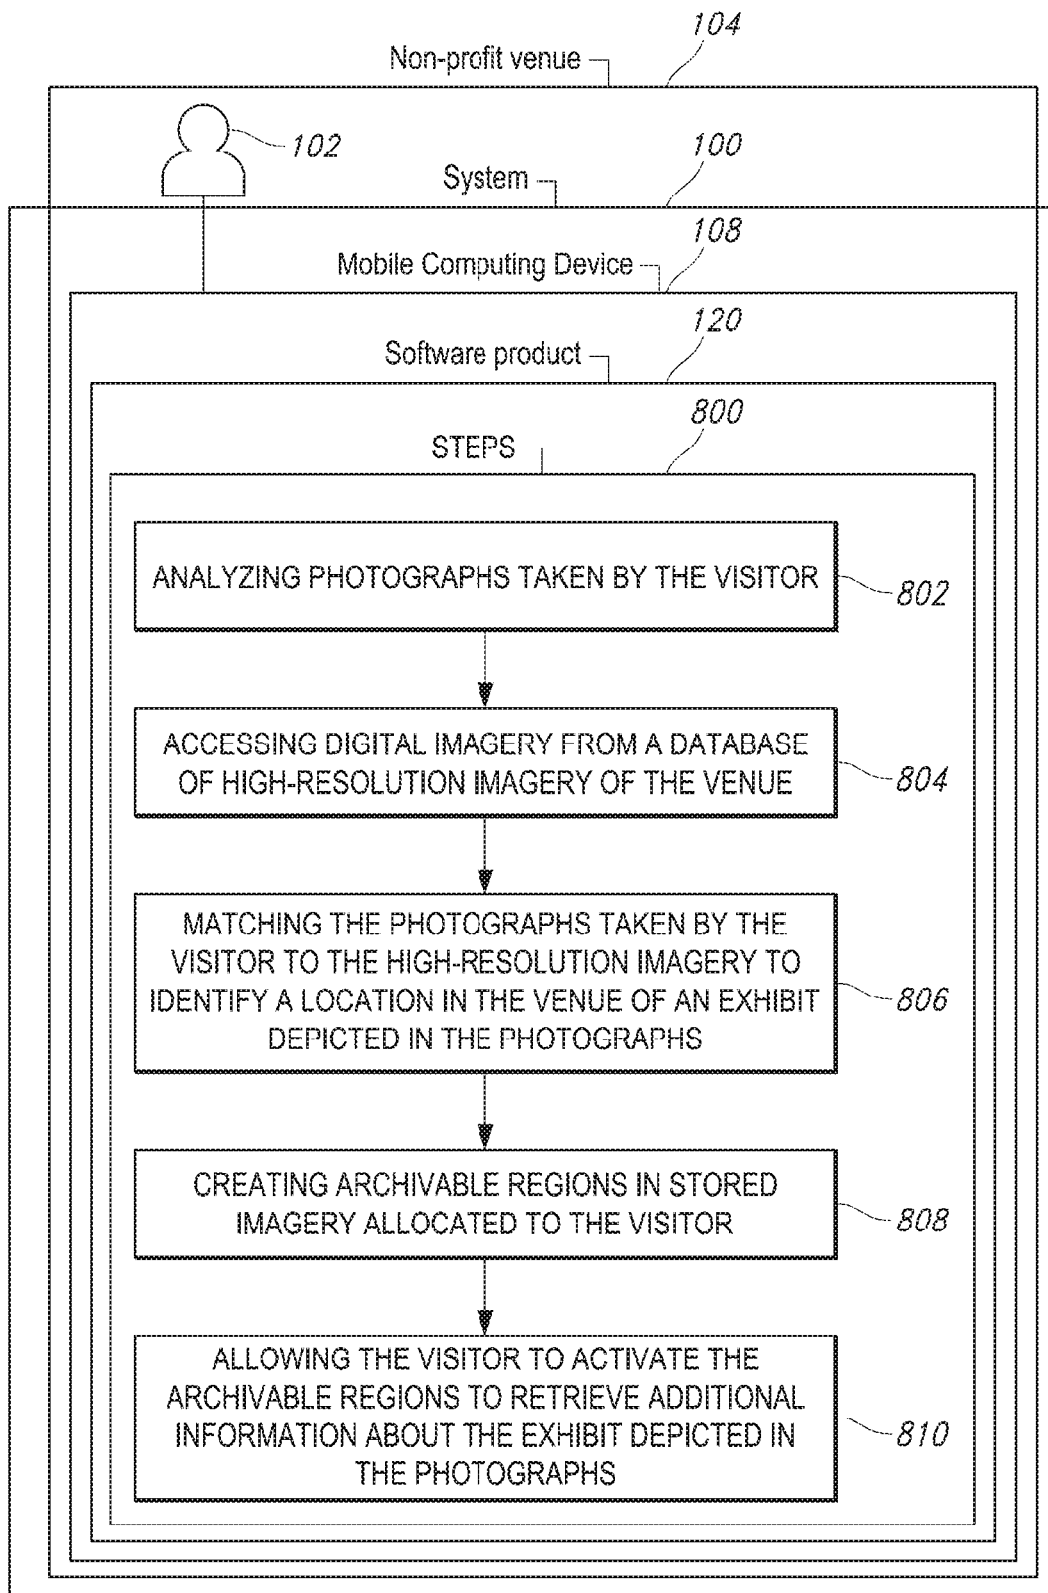 104
Non-profit venue
102
100
System
108
Mobile Computing Device
120
Software product
800
STEPS
ANALYZING PHOTOGRAPHS TAKEN BY THE VISITOR
802
ACCESSING DIGITAL IMAGERY FROM A DATABASE
OF HIGH-RESOLUTION IMAGERY OF THE VENUE
804
MATCHING THE PHOTOGRAPHS TAKEN BY THE
VISITOR TO THE HIGH-RESOLUTION IMAGERY TO
IDENTIFY A LOCATION IN THE VENUE OF AN EXHIBIT
DEPICTED IN THE PHOTOGRAPHS
806
CREATING ARCHIVABLE REGIONS IN STORED
IMAGERY ALLOCATED TO THE VISITOR
808
ALLOWING THE VISITOR TO ACTIVATE THE
ARCHIVABLE REGIONS TO RETRIEVE ADDITIONAL
INFORMATION ABOUT THE EXHIBIT DEPICTED IN
THE PHOTOGRAPHS
810